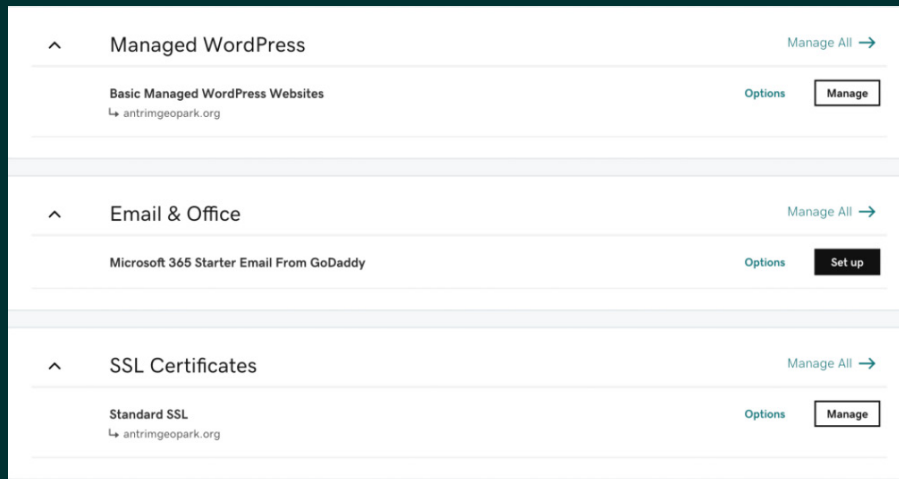 Managed WordPress
Manage All →
Basic Managed WordPress Websites
Options
Manage
↳ antrimgeopark.org
Email & Office
Manage All →
Microsoft 365 Starter Email From GoDaddy
Options
Set up
SSL Certificates
Manage All →
Standard SSL
Options
Manage
↳ antrimgeopark.org